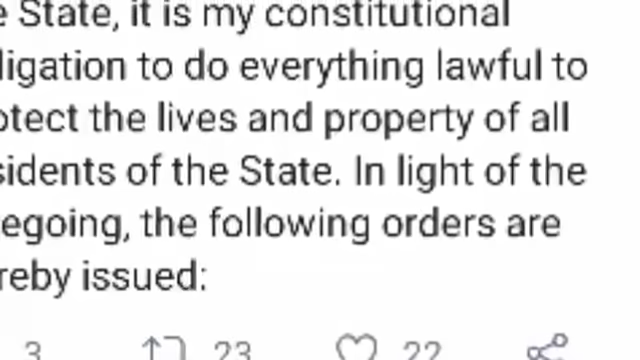 e State, it is my constitutional
ligation to do everything lawful to
otect the lives and property of all
sidents of the State. In light of the
egoing, the following orders are
reby issued:
3 23 22